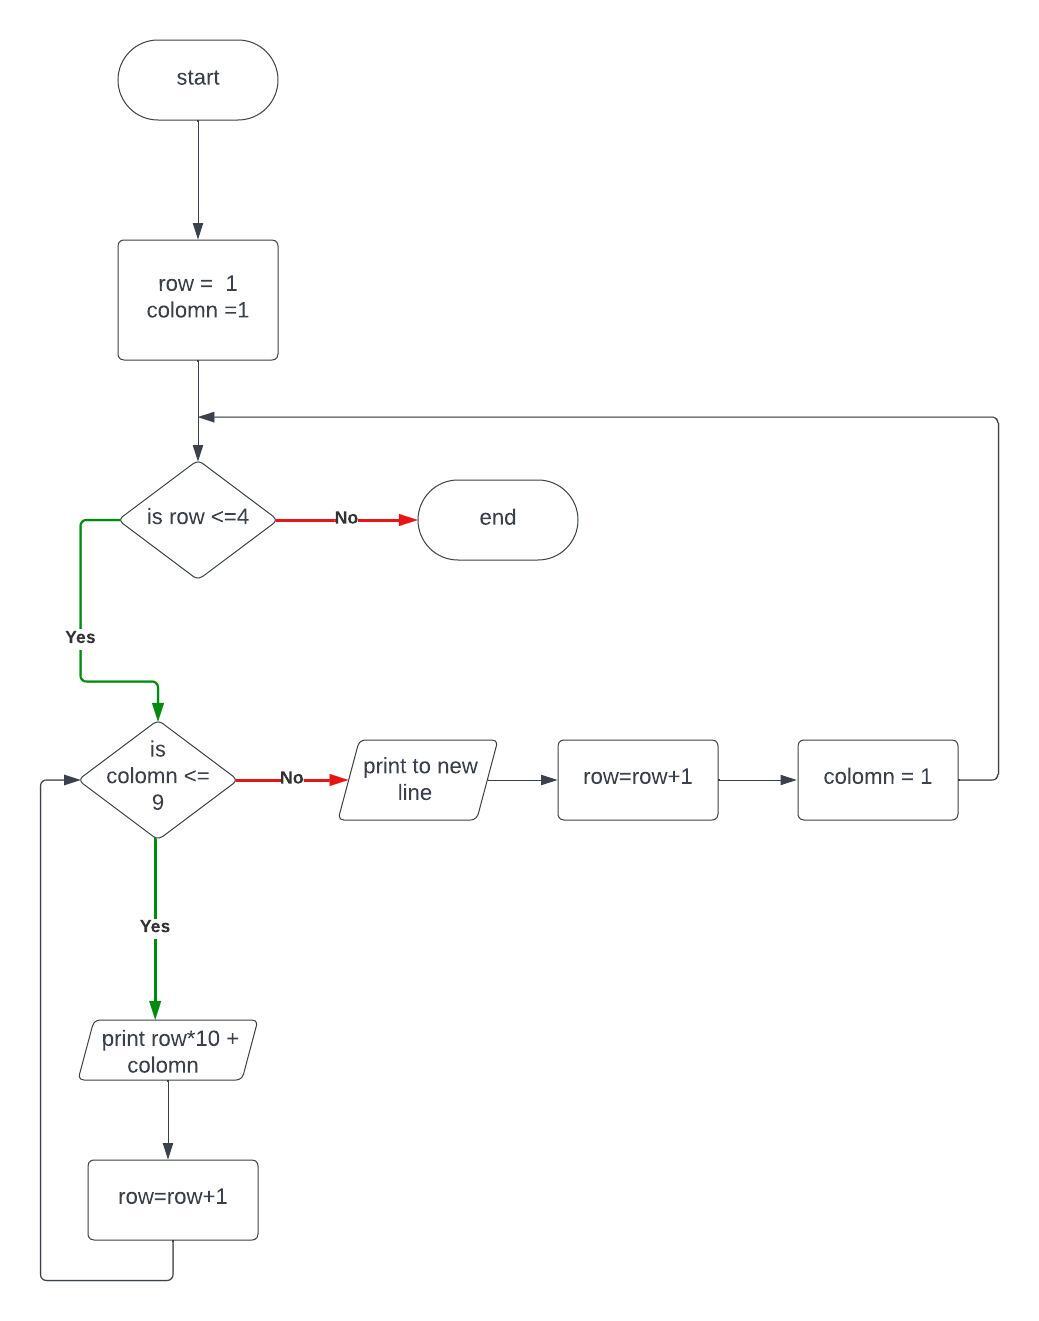 start
row =  1
colomn =1
is row <=4
No
end
Yes
is
colomn <=
9
No
print to new
line
row=row+1
colomn = 1
Yes
print row*10 +
colomn
row=row+1